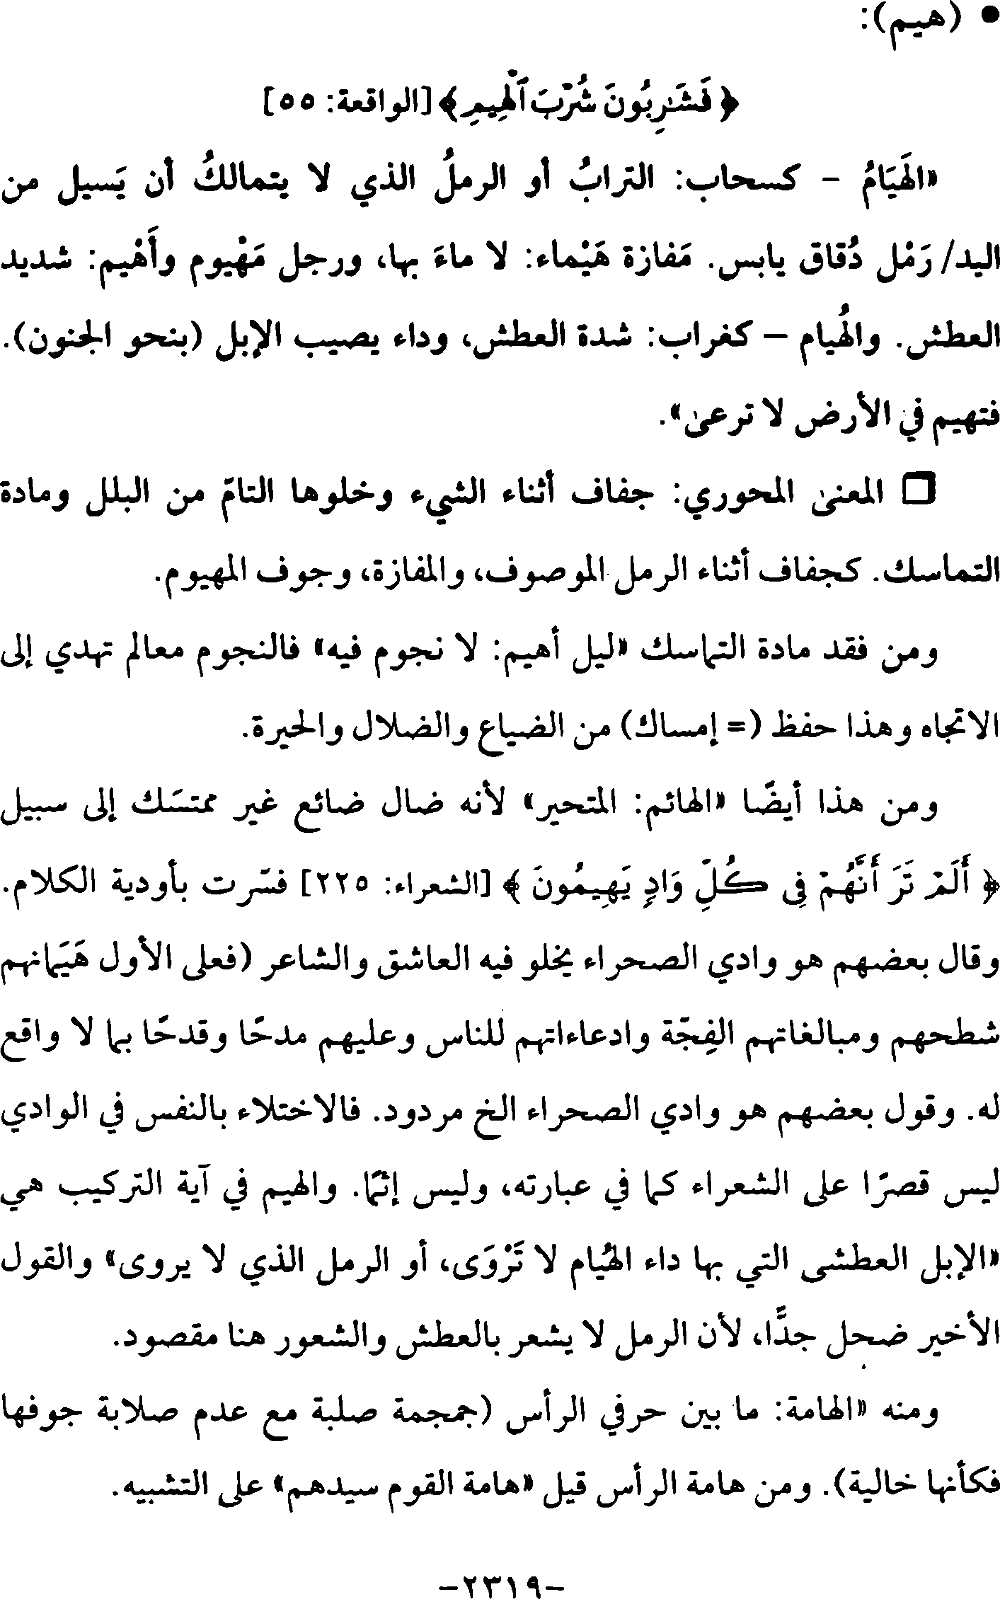 • (هيم):
﴿ فَشَٰرِبُونَ شُرْبَ ٱلْهِيمِ ﴾ [الواقعة: ٥٥]
«الهَيَامُ - كسحاب: الترابُ أو الرملُ الذي لا يتمالكُ أن يَسيل من
اليد/ رَمْل دُقاق يابس. مَفازة هَيْماء: لا ماءَ بها، ورجل مَهْيوم وأَهْيم: شديد
العطش. والهُيام – كغراب: شدة العطش، وداء يصيب الإبل (بنحو الجنون).
فتهيم في الأرض لا ترعىٰ».
❒ المعنىٰ المحوري: جفاف أثناء الشيء وخلوها التامّ من البلل ومادة
التماسك. كجفاف أثناء الرمل الموصوف، والمفازة، وجوف المهيوم.
ومن فقد مادة التماسك «ليل أهيم: لا نجوم فيه» فالنجوم معالم تهدي إلى
الاتجاه وهذا حفظ (= إمساك) من الضياع والضلال والحيرة.
ومن هذا أيضًا «الهائم: المتحير» لأنه ضال ضائع غير ممتسَك إلى سبيل
﴿ أَلَمْ تَرَ أَنَّهُمْ فِى كُلِّ وَادٍ يَهِيمُونَ ﴾ [الشعراء: ٢٢٥] فسّرت بأودية الكلام.
وقال بعضهم هو وادي الصحراء يخلو فيه العاشق والشاعر (فعلى الأول هَيَمانهم
شطحهم ومبالغاتهم الفِجّة وادعاءاتهم للناس وعليهم مدحًا وقدحًا بما لا واقع
له. وقول بعضهم هو وادي الصحراء الخ مردود. فالاختلاء بالنفس في الوادي
ليس قصرًا على الشعراء كما في عبارته، وليس إثمًا. والهيم في آية التركيب هي
«الإبل العطشى التي بها داء الهُيام لا تَرْوَى، أو الرمل الذي لا يروى» والقول
الأخير ضحل جدًّا، لأن الرمل لا يشعر بالعطش والشعور هنا مقصود.
ومنه «الهامة: ما بين حرفي الرأس (جمجمة صلبة مع عدم صلابة جوفها
فكأنها خالية). ومن هامة الرأس قيل «هامة القوم سيدهم» على التشبيه.
-٢٣١٩-